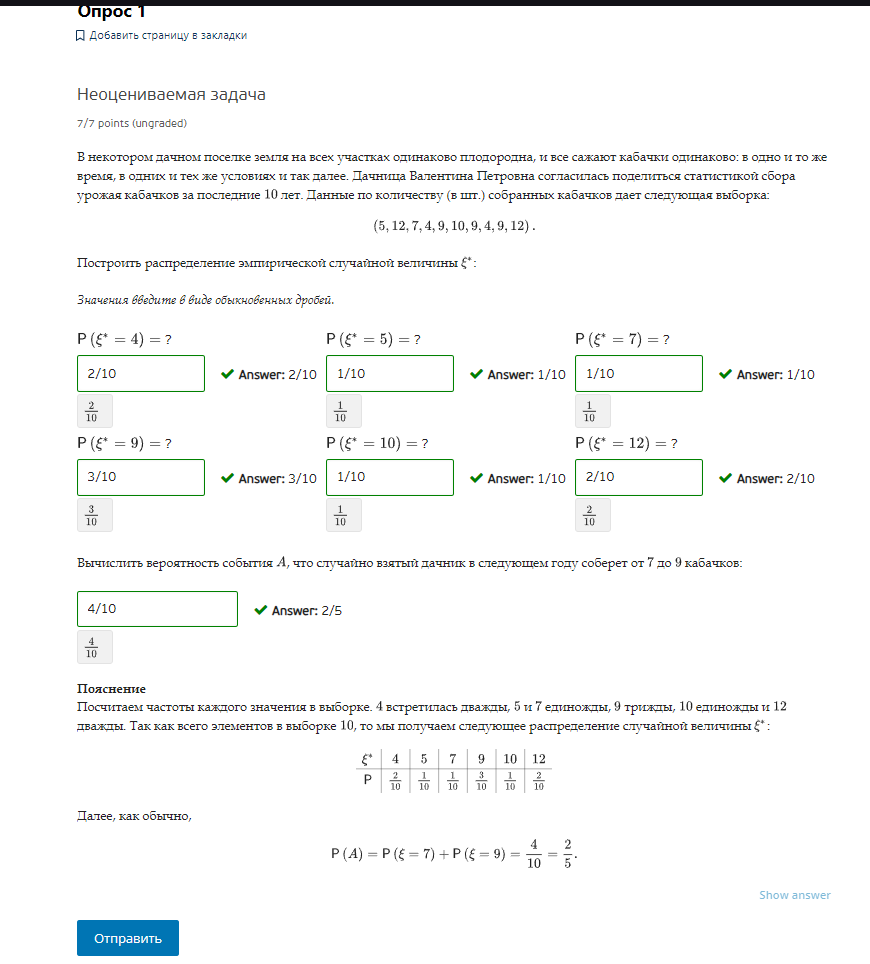 Опрос 1
Добавить страницу в закладки
Неоцениваемая задача
7/7 points (ungraded)
В некотором дачном поселке земля на всех участках одинаково плодородна, и все сажают кабачки одинаково: в одно и то же
время, в одних и тех же условиях и так далее. Дачница Валентина Петровна согласилась поделиться статистикой сбора
урожая кабачков за последние 10 лет. Данные по количеству (в шт.) собранных кабачков дает следующая выборка:
(5, 12, 7, 4, 9, 10, 9, 4, 9, 12) .
Построить распределение эмпирической случайной величины ξ* :
Значения введите в виде обыкновенных дробей.
P (ξ* = 4) = ? P (ξ* = 5) = ? P (ξ* = 7) = ?
2/10 Answer: 2/10 1/10 Answer: 1/10 1/10 Answer: 1/10
2/10 1/10 1/10
P (ξ* = 9) = ? P (ξ* = 10) = ? P (ξ* = 12) = ?
3/10 Answer: 3/10 1/10 Answer: 1/10 2/10 Answer: 2/10
3/10 1/10 2/10
Вычислить вероятность события A, что случайно взятый дачник в следующем году соберет от 7 до 9 кабачков:
4/10 Answer: 2/5
4/10
Пояснение
Посчитаем частоты каждого значения в выборке. 4 встретилась дважды, 5 и 7 единожды, 9 трижды, 10 единожды и 12
дважды. Так как всего элементов в выборке 10, то мы получаем следующее распределение случайной величины ξ* :
ξ* 4 5 7 9 10 12
P 2/10 1/10 1/10 3/10 1/10 2/10
Далее, как обычно,
P (A) = P (ξ = 7) + P (ξ = 9) = 4/10 = 2/5.
Show answer
Отправить